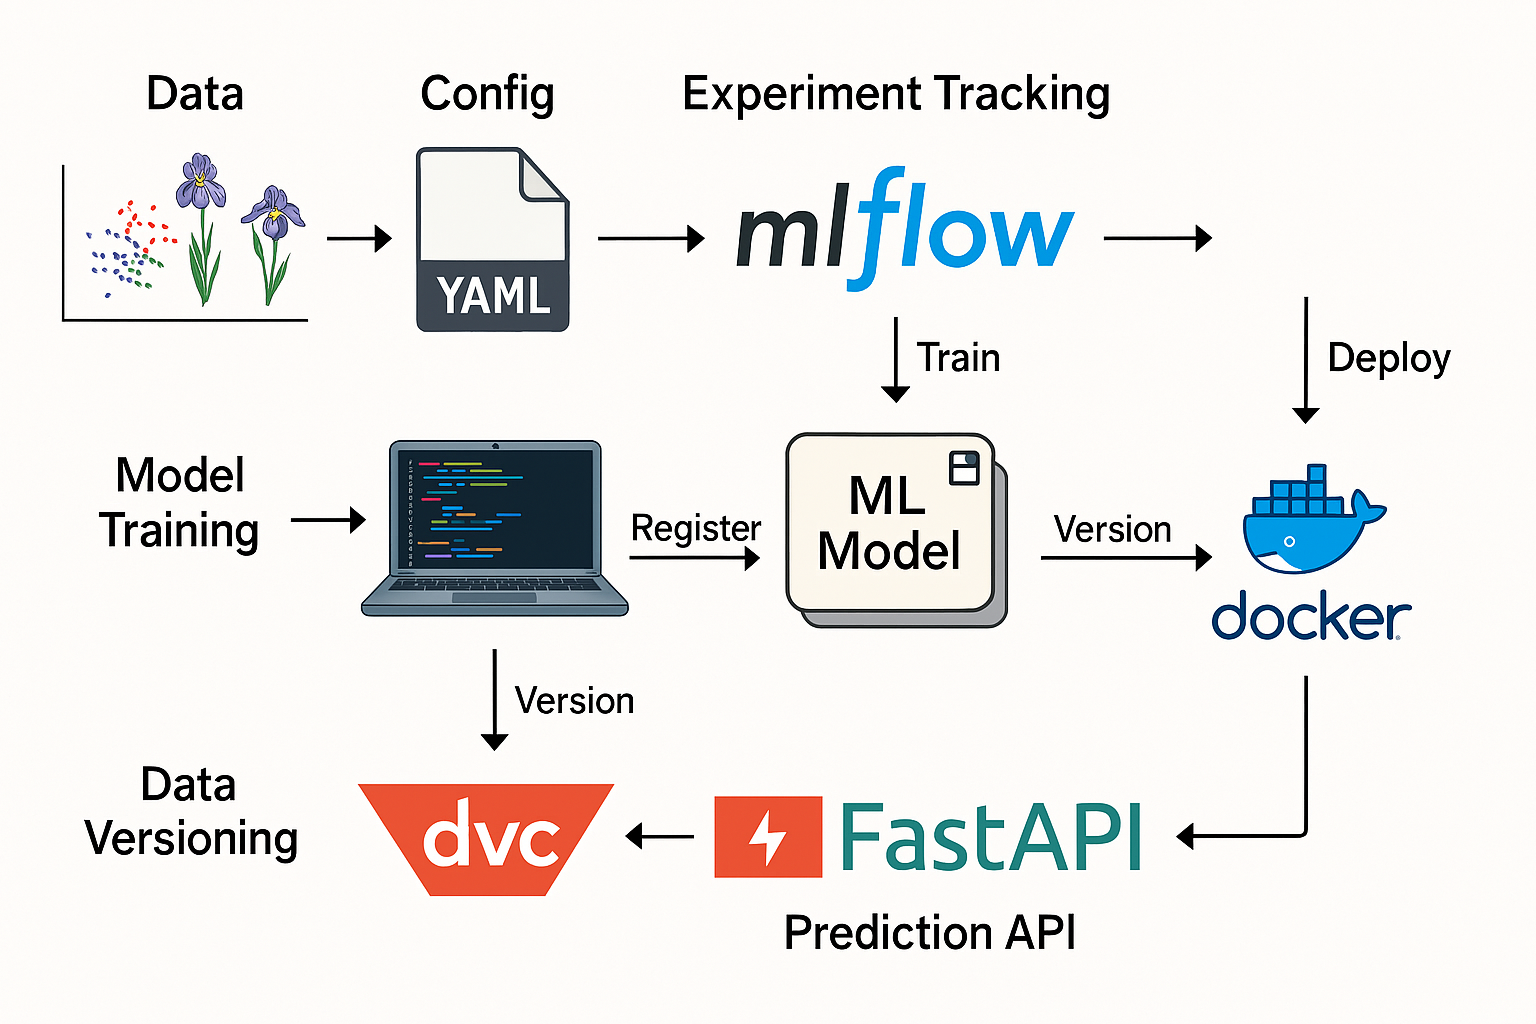 Data
Config
Experiment Tracking
YAML
mlflow
Train
Deploy
Model
Training
Register
ML
Model
Version
docker
Version
Data
Versioning
dvc
FastAPI
Prediction API